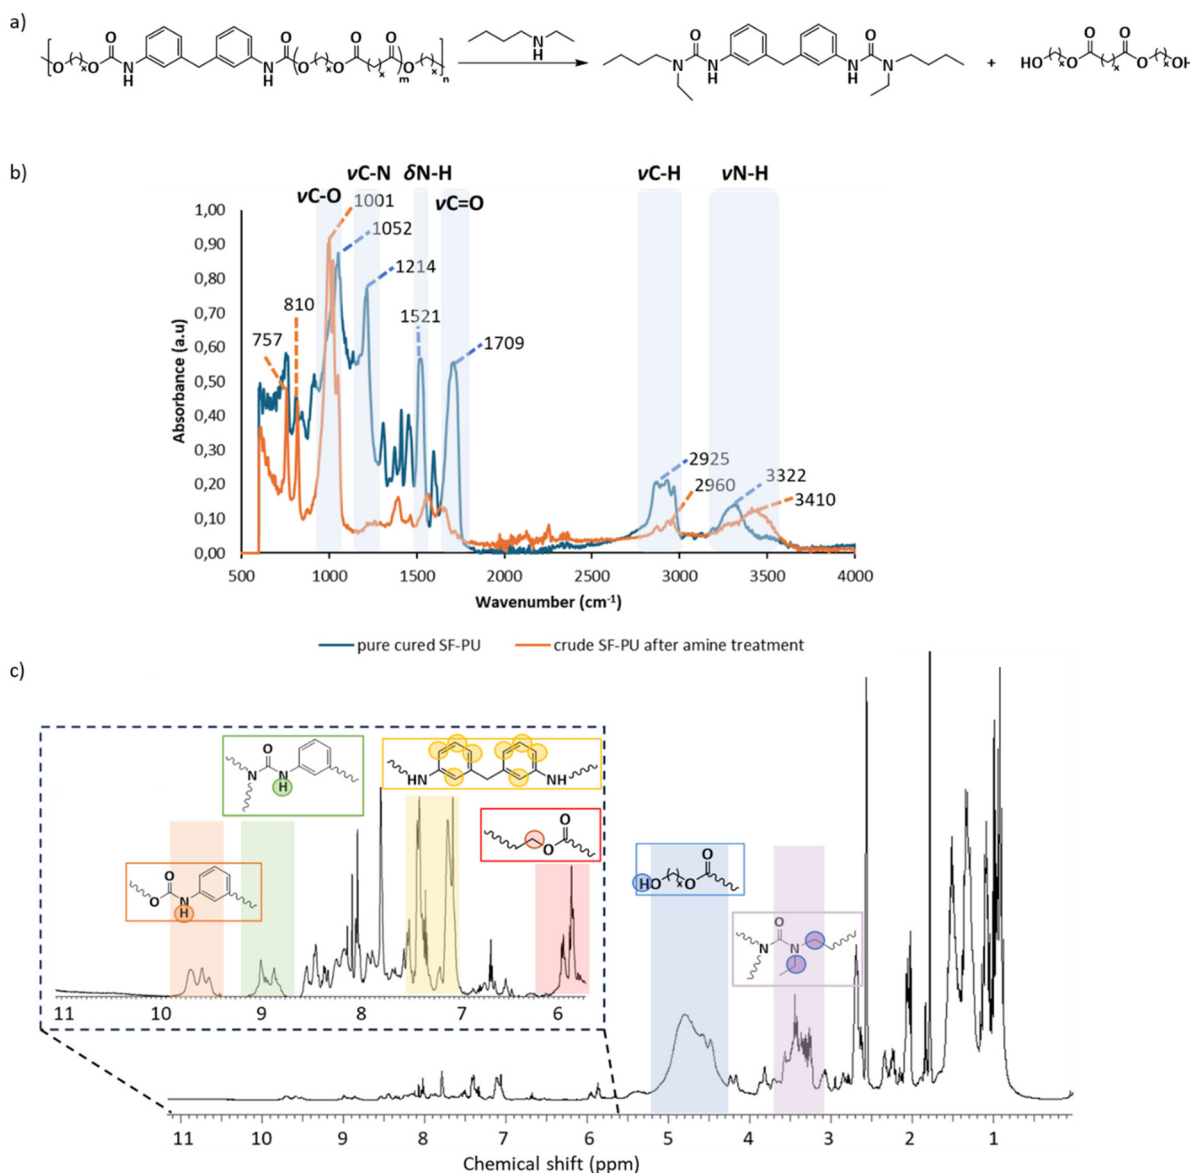 a)
O
O
O
O
O
O N H
N H O
O
O O
m
n
x
N H
O
N N H
O
N H N
+
HO O O OH
O O
x x x
b)
νC-O
νC-N
δN-H
νC=O
νC-H
νN-H
1001
1052
1214
1521
1709
810
757
2925
2960
3322
3410
Absorbance (a.u)
1,00
0,90
0,80
0,70
0,60
0,50
0,40
0,30
0,20
0,10
0,00
500 1000 1500 2000 2500 3000 3500 4000
Wavenumber (cm-1)
pure cured SF-PU crude SF-PU after amine treatment
c)
O
N N
H
HN NH
O
O
O
O N
H
O
HO x O
O
N N
11 10 9 8 7 6
11 10 9 8 7 6 5 4 3 2 1
Chemical shift (ppm)